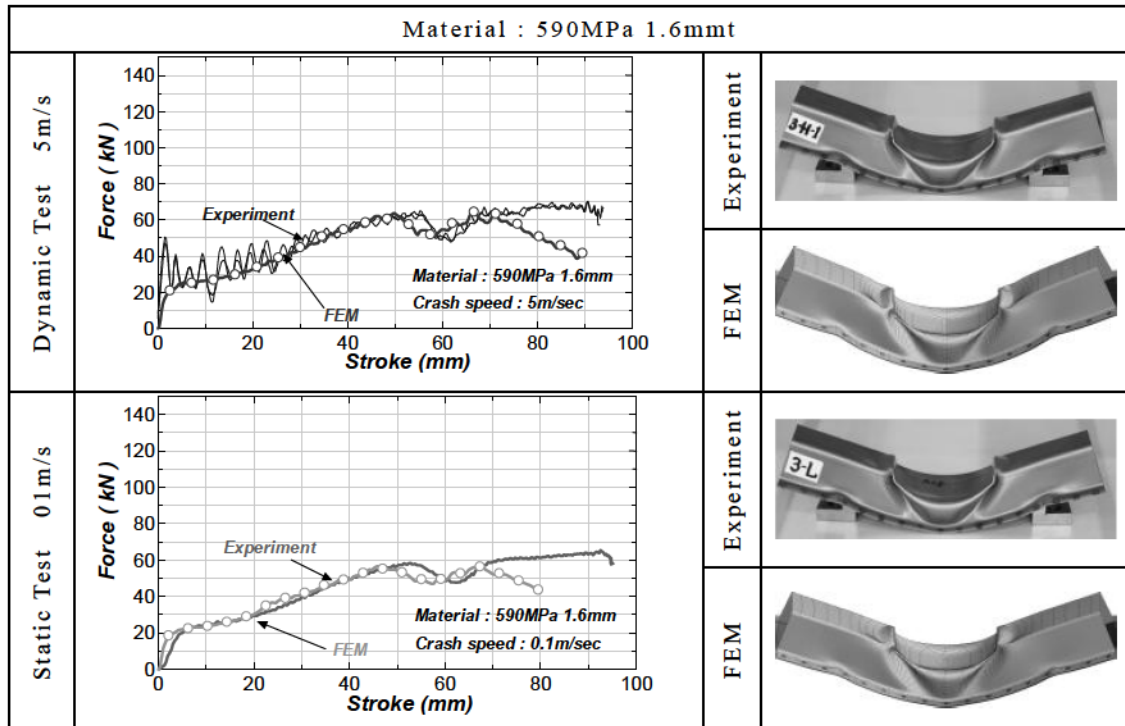 Material : 590MPa 1.6mmt
Dynamic Test 5m/s
Force ( kN )
140
120
100
80
60
40
20
0
Experiment
FEM
Material : 590MPa 1.6mm
Crash speed : 5m/sec
0 20 40 60 80 100
Stroke (mm)
Experiment
3-H-1
FEM
Static Test 01m/s
Force ( kN )
140
120
100
80
60
40
20
0
Experiment
FEM
Material : 590MPa 1.6mm
Crash speed : 0.1m/sec
0 20 40 60 80 100
Stroke (mm)
Experiment
3-L
FEM